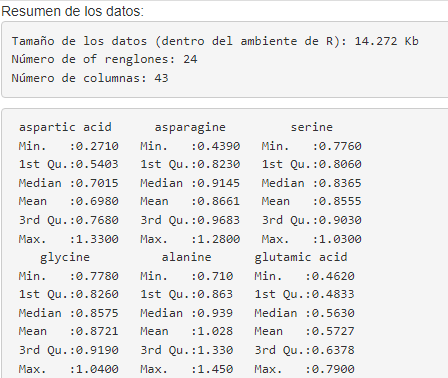 Resumen de los datos:
Tamaño de los datos (dentro del ambiente de R): 14.272 Kb
Número de of renglones: 24
Número de columnas: 43
aspartic acid asparagine serine
Min. :0.2710 Min. :0.4390 Min. :0.7760
1st Qu.:0.5403 1st Qu.:0.8230 1st Qu.:0.8060
Median :0.7015 Median :0.9145 Median :0.8365
Mean :0.6980 Mean :0.8661 Mean :0.8555
3rd Qu.:0.7680 3rd Qu.:0.9683 3rd Qu.:0.9030
Max. :1.3300 Max. :1.2800 Max. :1.0300
glycine alanine glutamic acid
Min. :0.7780 Min. :0.710 Min. :0.4620
1st Qu.:0.8260 1st Qu.:0.863 1st Qu.:0.4833
Median :0.8575 Median :0.939 Median :0.5630
Mean :0.8721 Mean :1.028 Mean :0.5727
3rd Qu.:0.9190 3rd Qu.:1.330 3rd Qu.:0.6378
Max. :1.0400 Max. :1.450 Max. :0.7900